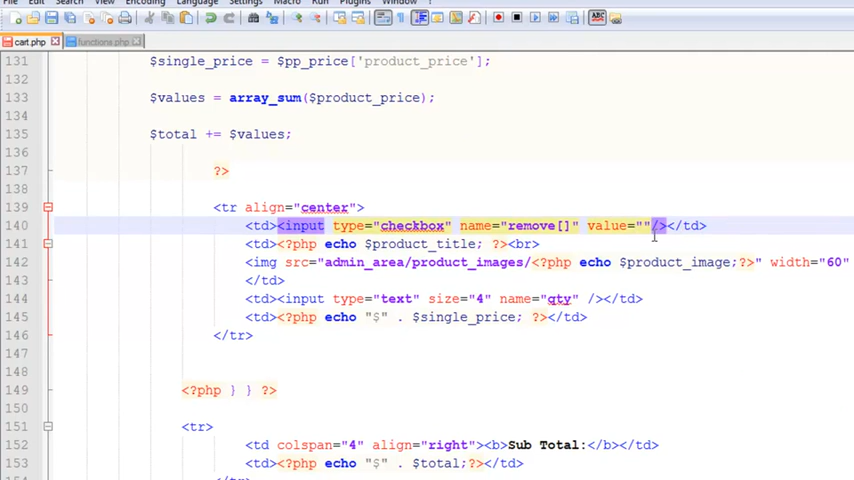 File Edit Search View Encoding Language Settings Macro Run Plugins Window ?
cart.php functions.php
131 $single_price = $pp_price['product_price'];
132
133 $values = array_sum($product_price);
134
135 $total += $values;
136
137 ?>
138
139 <tr align="center">
140 <td><input type="checkbox" name="remove[]" value=""/></td>
141 <td><?php echo $product_title; ?><br>
142 <img src="admin_area/product_images/<?php echo $product_image;?>" width="60"
143 </td>
144 <td><input type="text" size="4" name="qty" /></td>
145 <td><?php echo "$" . $single_price; ?></td>
146 </tr>
147
148
149 <?php } } ?>
150
151 <tr>
152 <td colspan="4" align="right"><b>Sub Total:</b></td>
153 <td><?php echo "$" . $total;?></td>